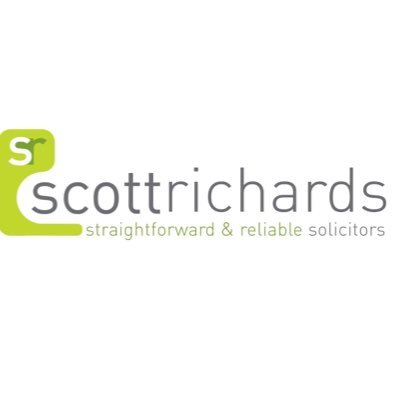 sr
scottrichards
straightforward & reliable solicitors